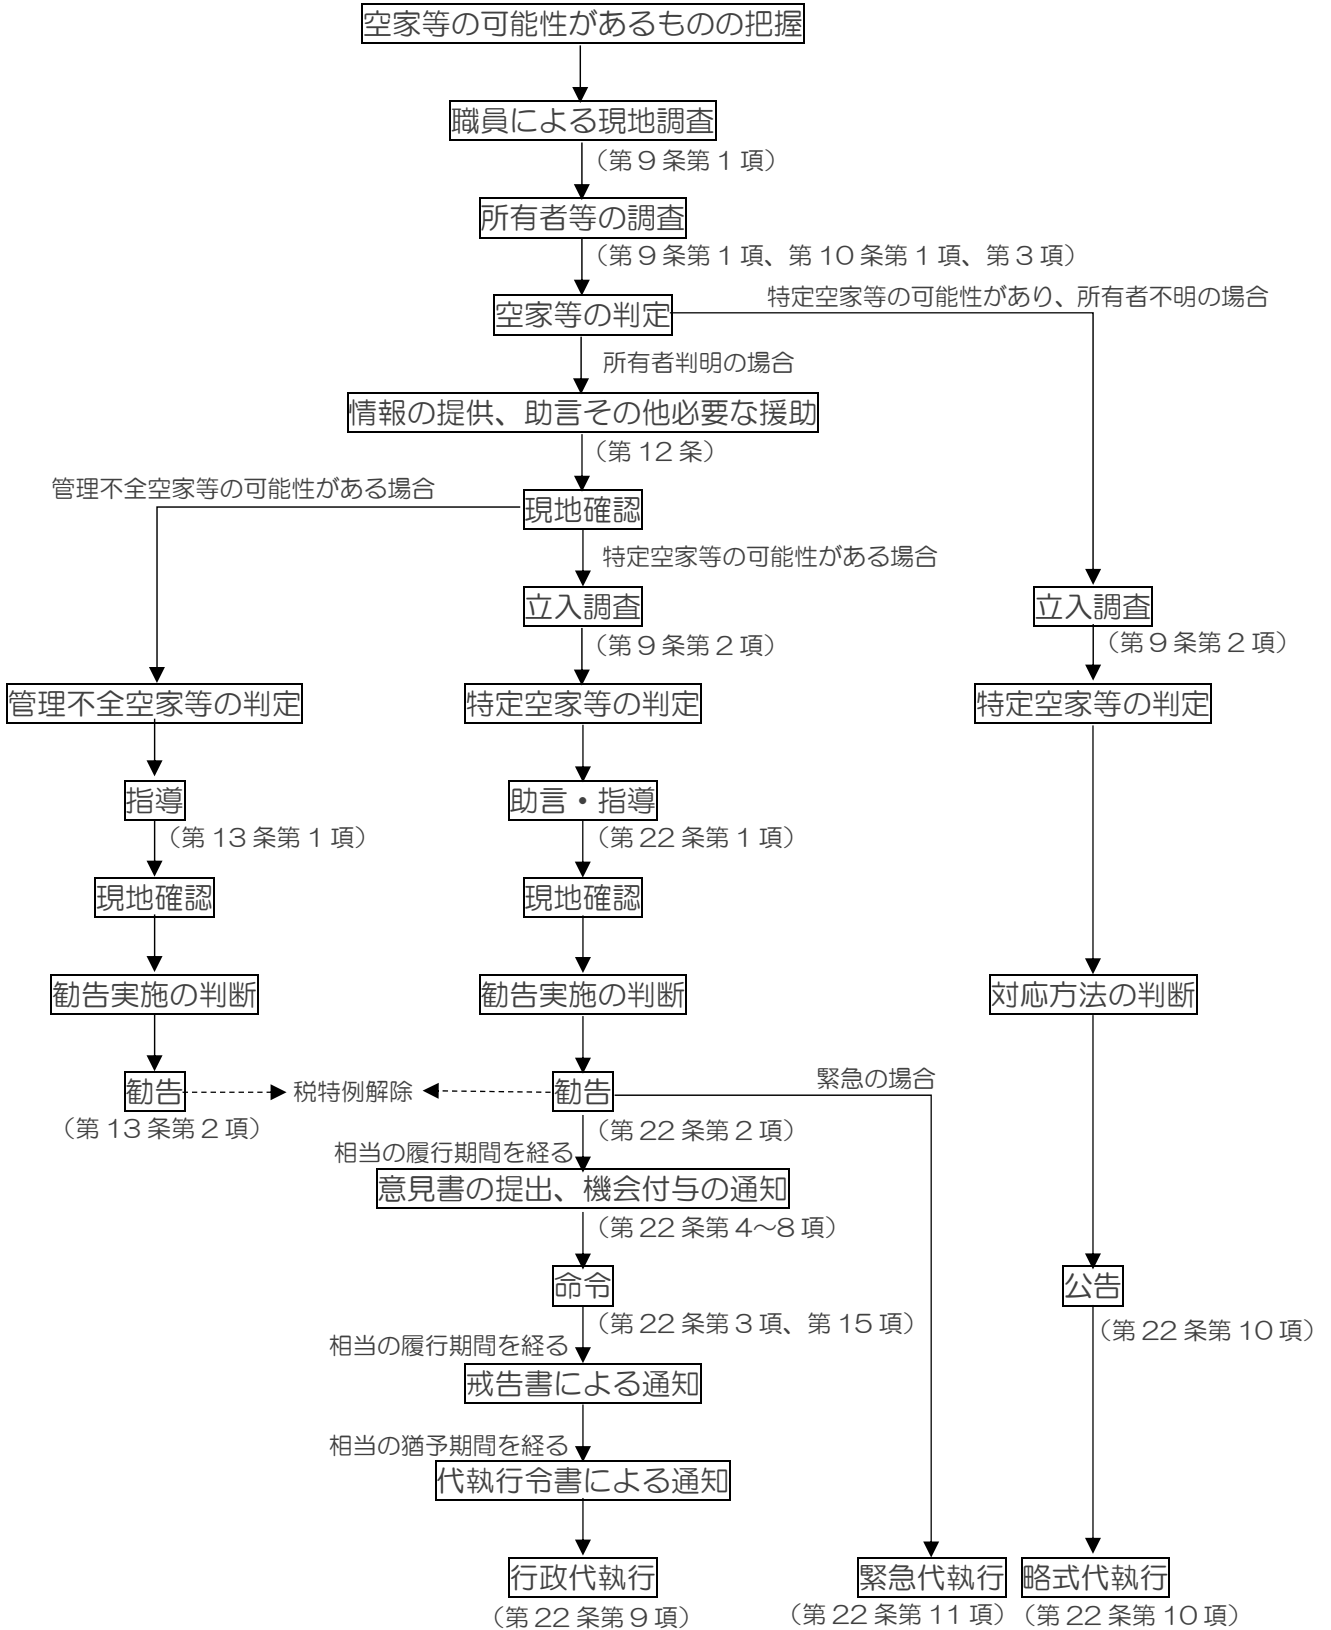 空家等の可能性があるものの把握
職員による現地調査
（第９条第１項）
所有者等の調査
（第９条第１項、第10条第１項、第３項）
空家等の判定
特定空家等の可能性があり、所有者不明の場合
所有者判明の場合
情報の提供、助言その他必要な援助
（第12条）
管理不全空家等の可能性がある場合
現地確認
特定空家等の可能性がある場合
立入調査
立入調査
（第９条第２項）
（第９条第２項）
管理不全空家等の判定
特定空家等の判定
特定空家等の判定
指導
助言・指導
（第13条第１項）
（第22条第１項）
現地確認
現地確認
勧告実施の判断
勧告実施の判断
対応方法の判断
勧告
税特例解除
勧告
緊急の場合
（第13条第２項）
（第22条第２項）
相当の履行期間を経る
意見書の提出、機会付与の通知
（第22条第４～８項）
命令
公告
（第22条第３項、第15項）
（第22条第10項）
相当の履行期間を経る
戒告書による通知
相当の猶予期間を経る
代執行令書による通知
行政代執行
緊急代執行
略式代執行
（第22条第９項）
（第22条第11項）
（第22条第10項）